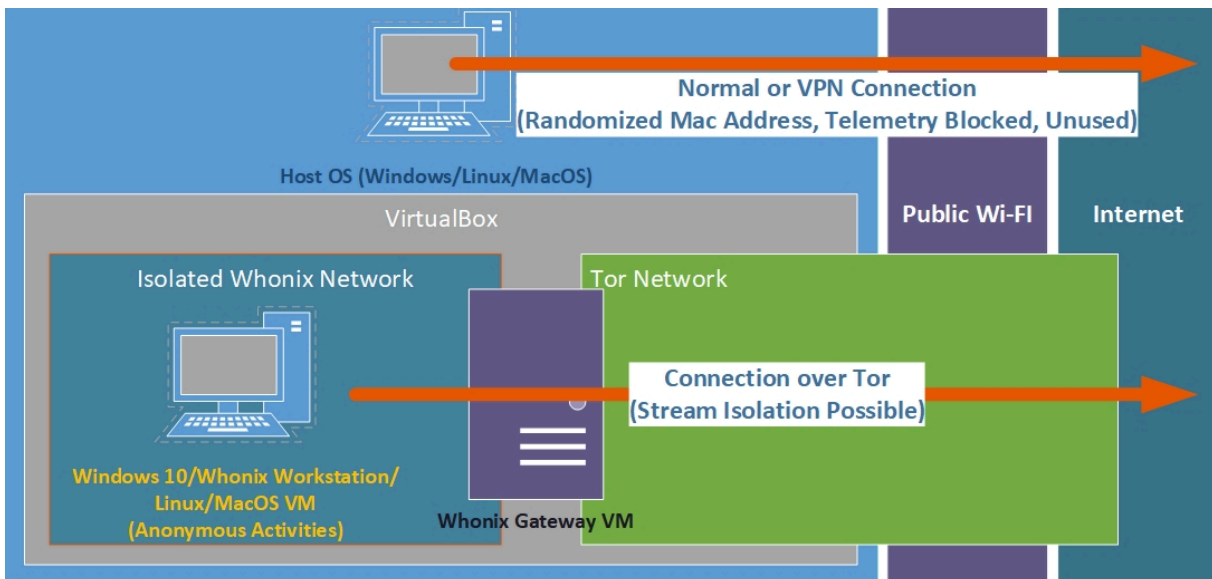 Normal or VPN Connection
(Randomized Mac Address, Telemetry Blocked, Unused)
Host OS (Windows/Linux/MacOS)
VirtualBox
Public Wi-FI
Internet
Isolated Whonix Network
Tor Network
Connection over Tor
(Stream Isolation Possible)
Windows 10/Whonix Workstation/
Linux/MacOS VM
(Anonymous Activities)
Whonix Gateway VM